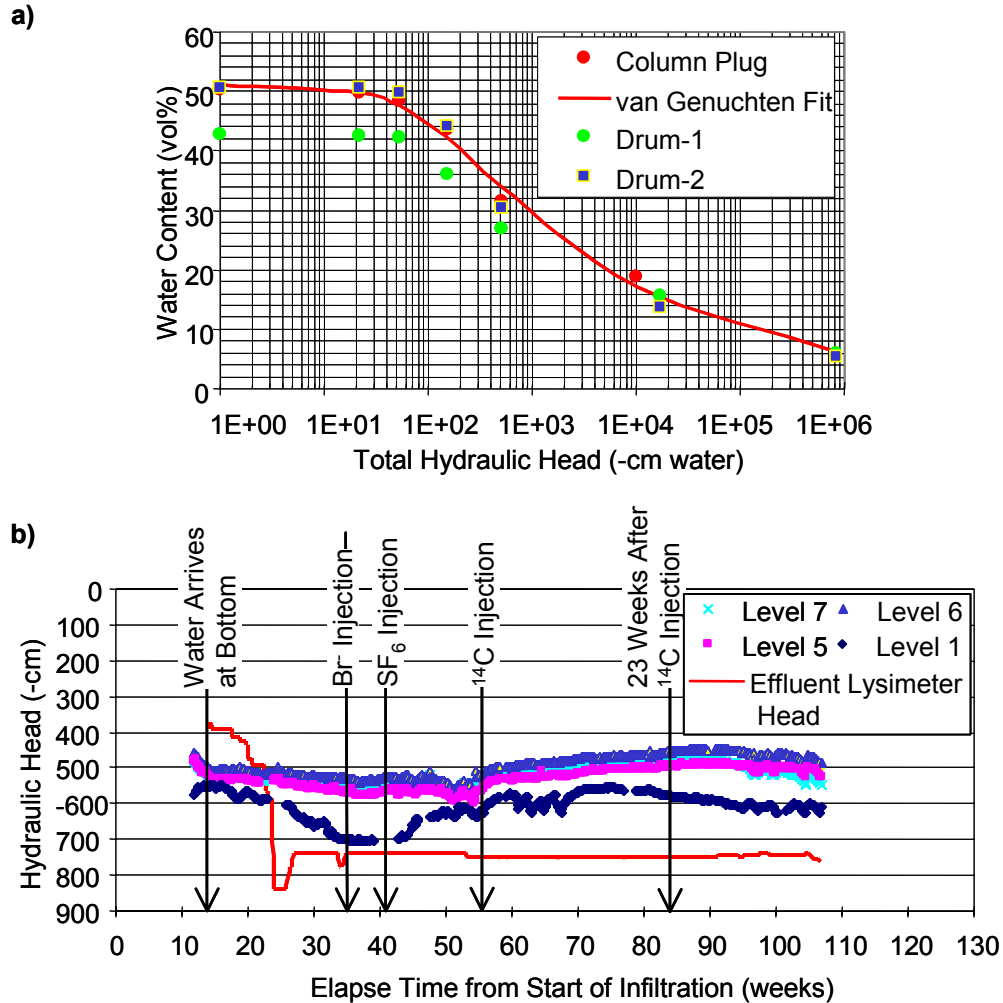 a)
60
50
40
30
20
10
0
Water Content (vol%)
Column Plug
van Genuchten Fit
Drum-1
Drum-2
1E+00 1E+01 1E+02 1E+03 1E+04 1E+05 1E+06
Total Hydraulic Head (-cm water)
b)
Water Arrives
at Bottom
Br- Injection–
SF6 Injection
14C Injection
23 Weeks After
14C Injection
0
100
200
300
400
500
-600
700
800
900
Hydraulic Head (-cm)
Level 7 Level 6
Level 5 Level 1
Effluent Lysimeter
Head
0 10 20 30 40 50 60 70 80 90 100 110 120 130
Elapse Time from Start of Infiltration (weeks)